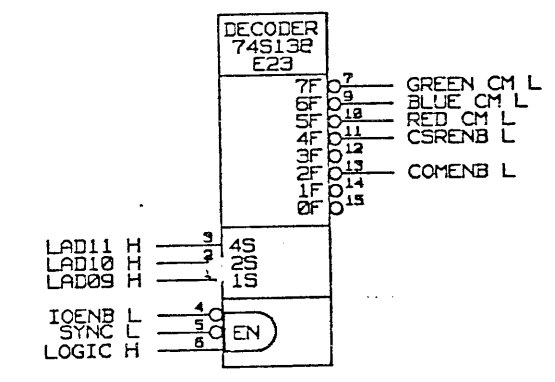 DECODER
74S138
E23
7F 7 GREEN CM L
6F 9 BLUE CM L
5F 10 RED CM L
4F 11 CSRENB L
3F 12
2F 13 COMENB L
1F 14
0F 15
LAD11 H 3 4S
LAD10 H 2 2S
LAD09 H 1 1S
IOENB L 4
SYNC L 5 EN
LOGIC H 6